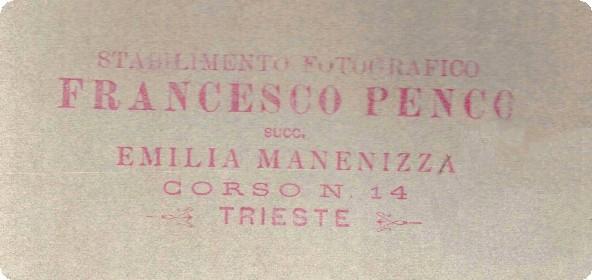 STABILIMENTO FOTOGRAFICO
FRANCESCO PENCO
SUCC.
EMILIA MANENIZZA
CORSO N. 14
TRIESTE